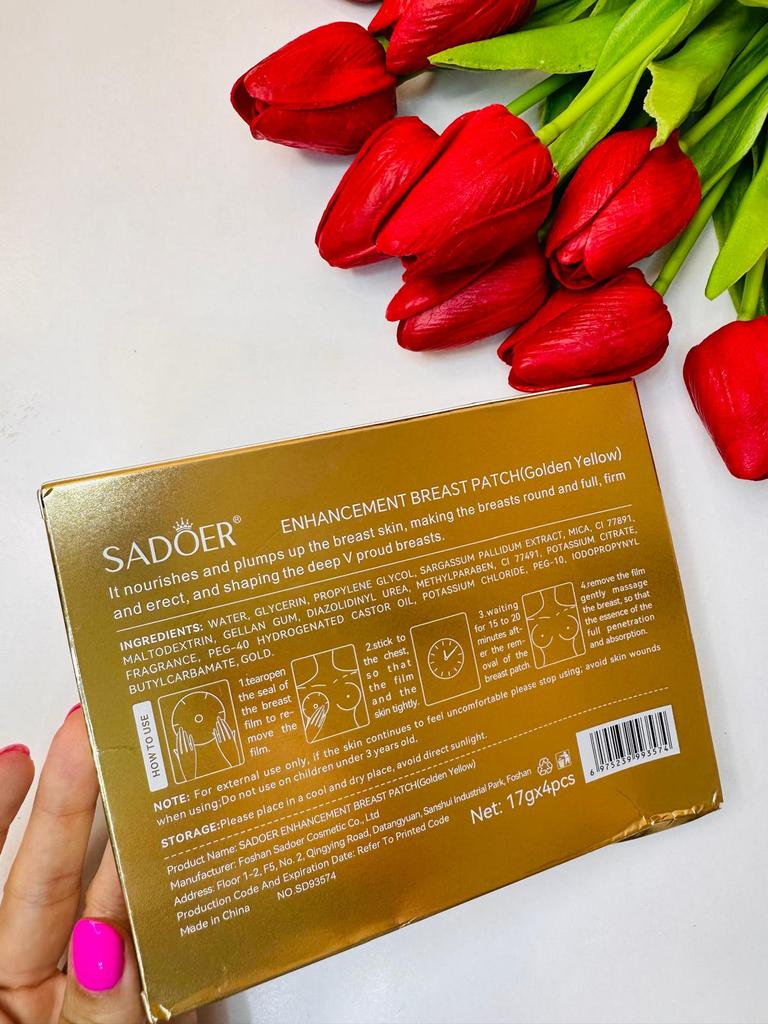 SADOER®
ENHANCEMENT BREAST PATCH(Golden Yellow)
It nourishes and plumps up the breast skin, making the breasts round and full, firm
and erect, and shaping the deep V proud breasts.
INGREDIENTS: WATER, GLYCERIN, PROPYLENE GLYCOL, SARGASSUM PALLIDUM EXTRACT, MICA, CI 77891,
MALTODEXTRIN, GELLAN GUM, DIAZOLIDINYL UREA, METHYLPARABEN, CI 77491, POTASSIUM CITRATE,
FRAGRANCE, PEG-40 HYDROGENATED CASTOR OIL, POTASSIUM CHLORIDE, PEG-10, IODOPROPYNYL
BUTYLCARBAMATE, GOLD.
HOW TO USE
1.tearopen
the seal of
the breast
film to re-
move the
film.
2.stick to
the chest,
so that
the film
and the
skin tightly.
3.waiting
for 15 to 20
minutes aft-
er the rem-
oval of the
breast patch
4.remove the film
gently massage
the breast, so that
the essence of the
full penetration
and absorption.
NOTE: For external use only, if the skin continues to feel uncomfortable please stop using; avoid skin wounds
when using;Do not use on children under 3 years old.
STORAGE:Please place in a cool and dry place, avoid direct sunlight.
Product Name: SADOER ENHANCEMENT BREAST PATCH(Golden Yellow)
Manufacturer: Foshan Sadoer Cosmetic Co., Ltd
Address: Floor 1-2, F5, No. 2, Qingying Road, Datangyuan, Sanshui Industrial Park, Foshan
Production Code And Expiration Date: Refer To Printed Code
Made in China NO.SD93574
Net: 17gx4pcs
6 975239 993574